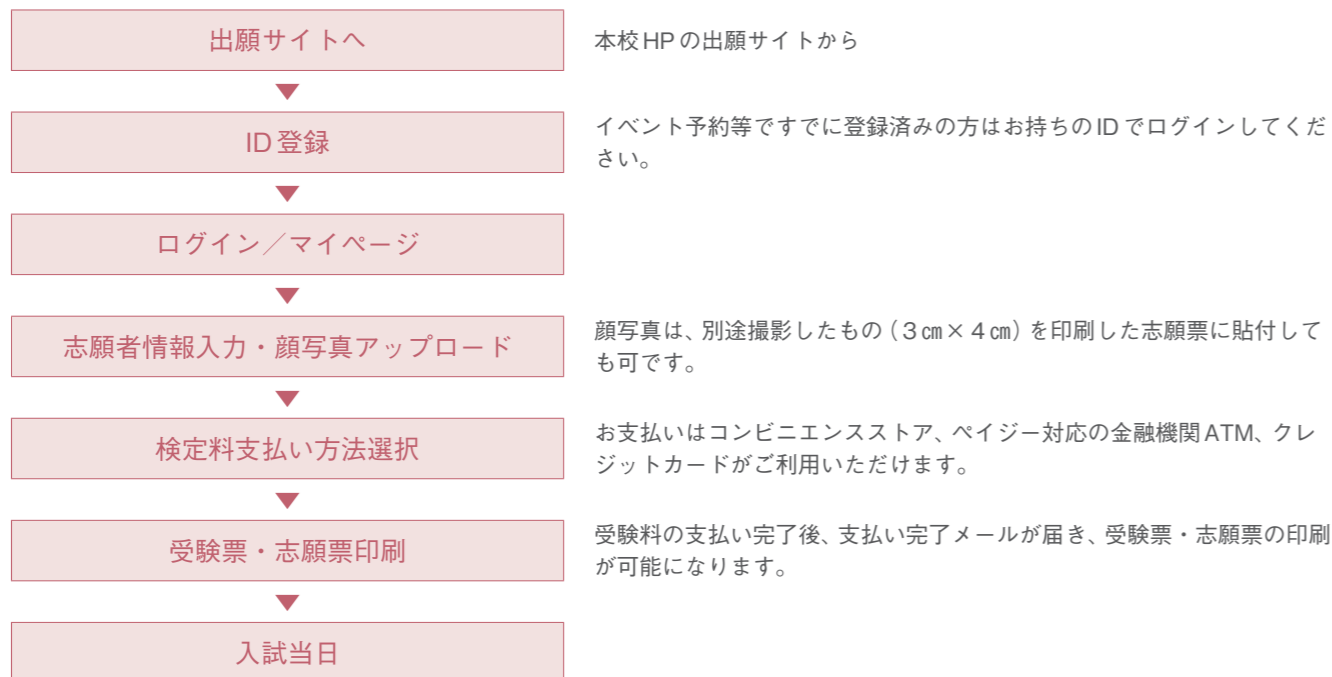 出願サイトへ
本校HPの出願サイトから
▼
ID登録
イベント予約等ですでに登録済みの方はお持ちのIDでログインしてくだ
さい。
▼
ログイン／マイページ
▼
志願者情報入力・顔写真アップロード
顔写真は、別途撮影したもの（３㎝×４㎝）を印刷した志願票に貼付して
も可です。
▼
検定料支払い方法選択
お支払いはコンビニエンスストア、ペイジー対応の金融機関ATM、クレ
ジットカードがご利用いただけます。
▼
受験票・志願票印刷
受験料の支払い完了後、支払い完了メールが届き、受験票・志願票の印刷
が可能になります。
▼
入試当日